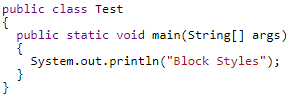 public class Test
{
  public static void main(String[] args)
  {
    System.out.println("Block Styles");
  }
}